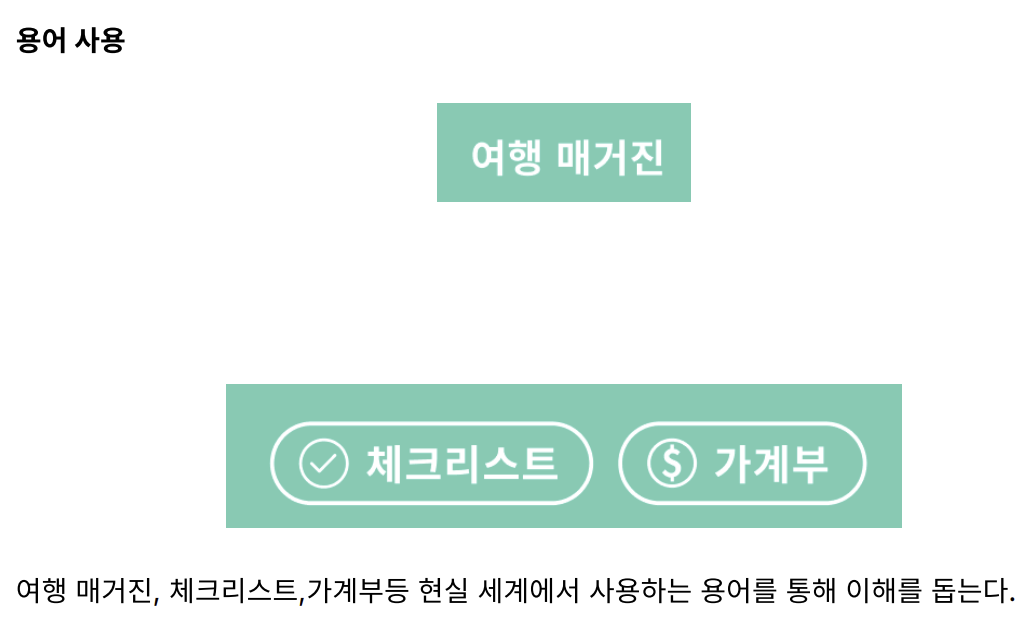 용어 사용
여행 매거진
체크리스트 가계부
여행 매거진, 체크리스트,가계부등 현실 세계에서 사용하는 용어를 통해 이해를 돕는다.